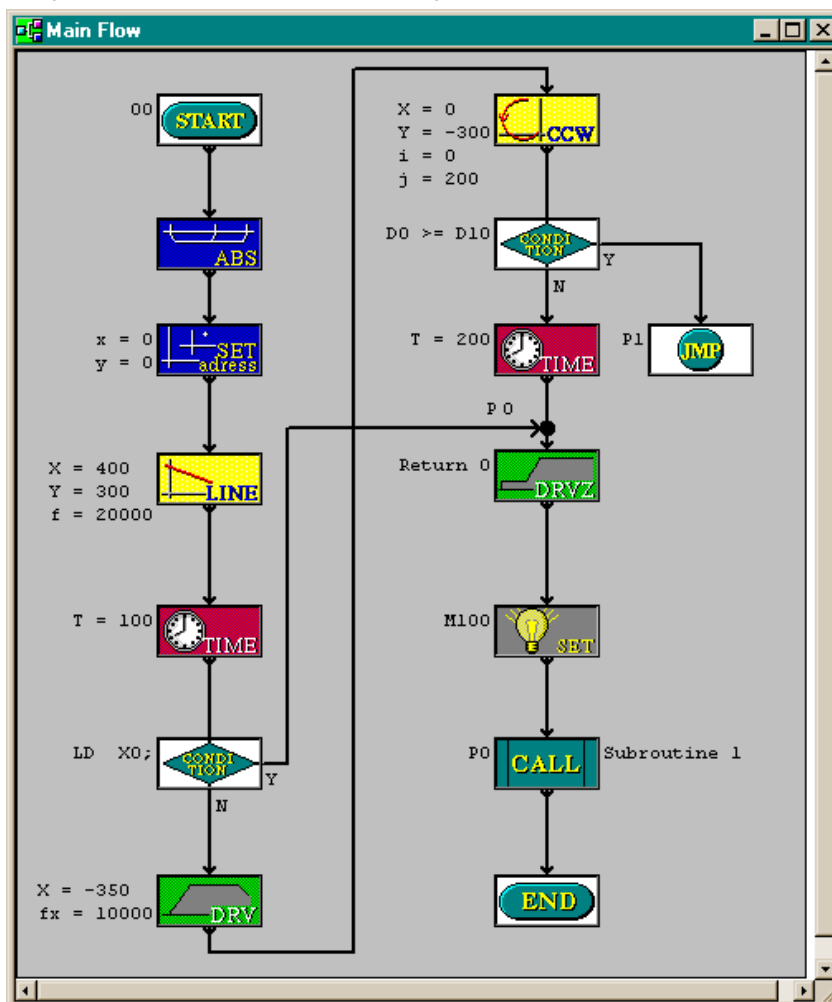 Main Flow
00
START
ABS
x = 0
y = 0
SET
adress
X = 400
Y = 300
f = 20000
LINE
T = 100
TIME
LD X0;
CONDI
TION
Y
N
X = -350
fx = 10000
DRV
X = 0
Y = -300
i = 0
j = 200
CCW
D0 >= D10
CONDI
TION
Y
N
T = 200
TIME
P1
JMP
P0
Return 0
DRVZ
M100
SET
P0
CALL
Subroutine 1
END